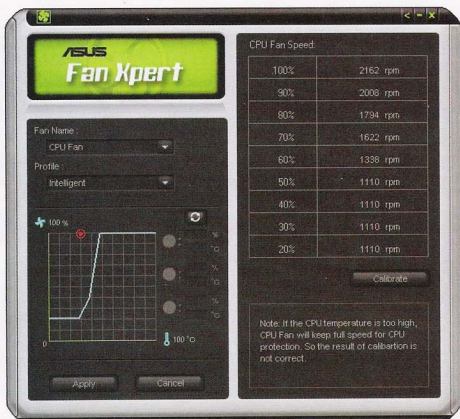 ASUS
Fan Xpert
Fan Name :
CPU Fan
Profile :
Intelligent
100 %
%
°C
%
°C
%
°C
0
100 °C
Apply
Cancel
CPU Fan Speed:
100% 2162 rpm
90% 2008 rpm
80% 1794 rpm
70% 1622 rpm
60% 1338 rpm
50% 1110 rpm
40% 1110 rpm
30% 1110 rpm
20% 1110 rpm
Calibrate
Note: If the CPU temperature is too high,
CPU Fan will keep full speed for CPU
protection. So the result of calibartion is
not correct.